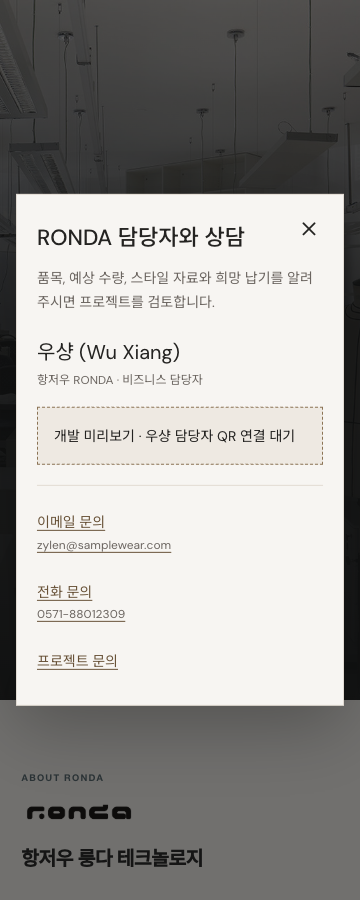 RONDA 담당자와 상담
품목, 예상 수량, 스타일 자료와 희망 납기를 알려
주시면 프로젝트를 검토합니다.
우샹 (Wu Xiang)
항저우 RONDA · 비즈니스 담당자
개발 미리보기 · 우샹 담당자 QR 연결 대기
이메일 문의
zylen@samplewear.com
전화 문의
0571-88012309
프로젝트 문의
ABOUT RONDA
ronda
항저우 룽다 테크놀로지